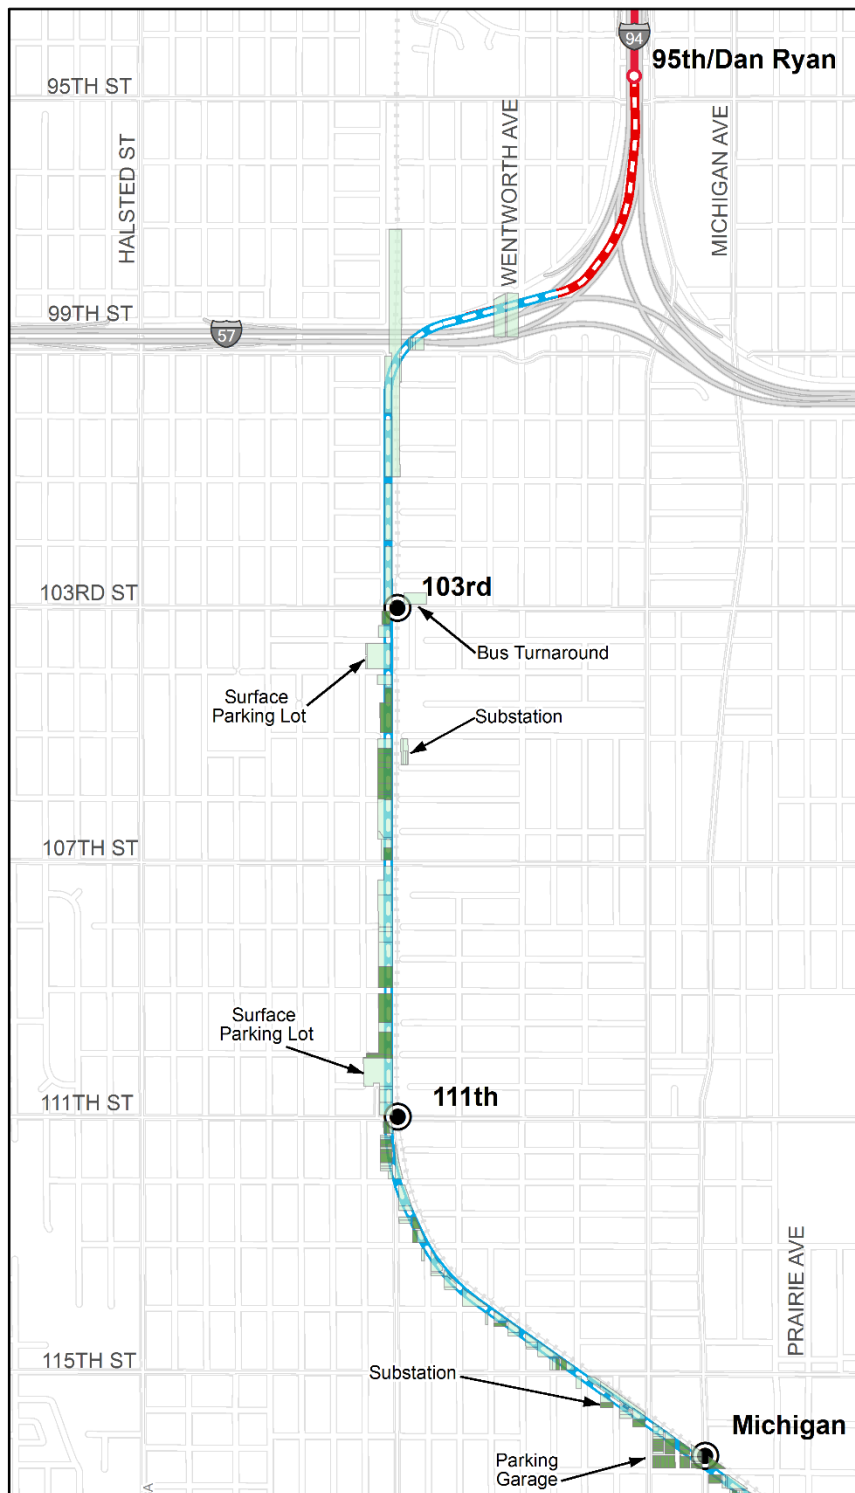 94
95th/Dan Ryan
95TH ST
HALSTED ST
WENTWORTH AVE
MICHIGAN AVE
99TH ST
57
103RD ST
103rd
Bus Turnaround
Surface
Parking Lot
Substation
107TH ST
Surface
Parking Lot
111TH ST
111th
PRAIRIE AVE
115TH ST
Substation
Michigan
Parking
Garage
A